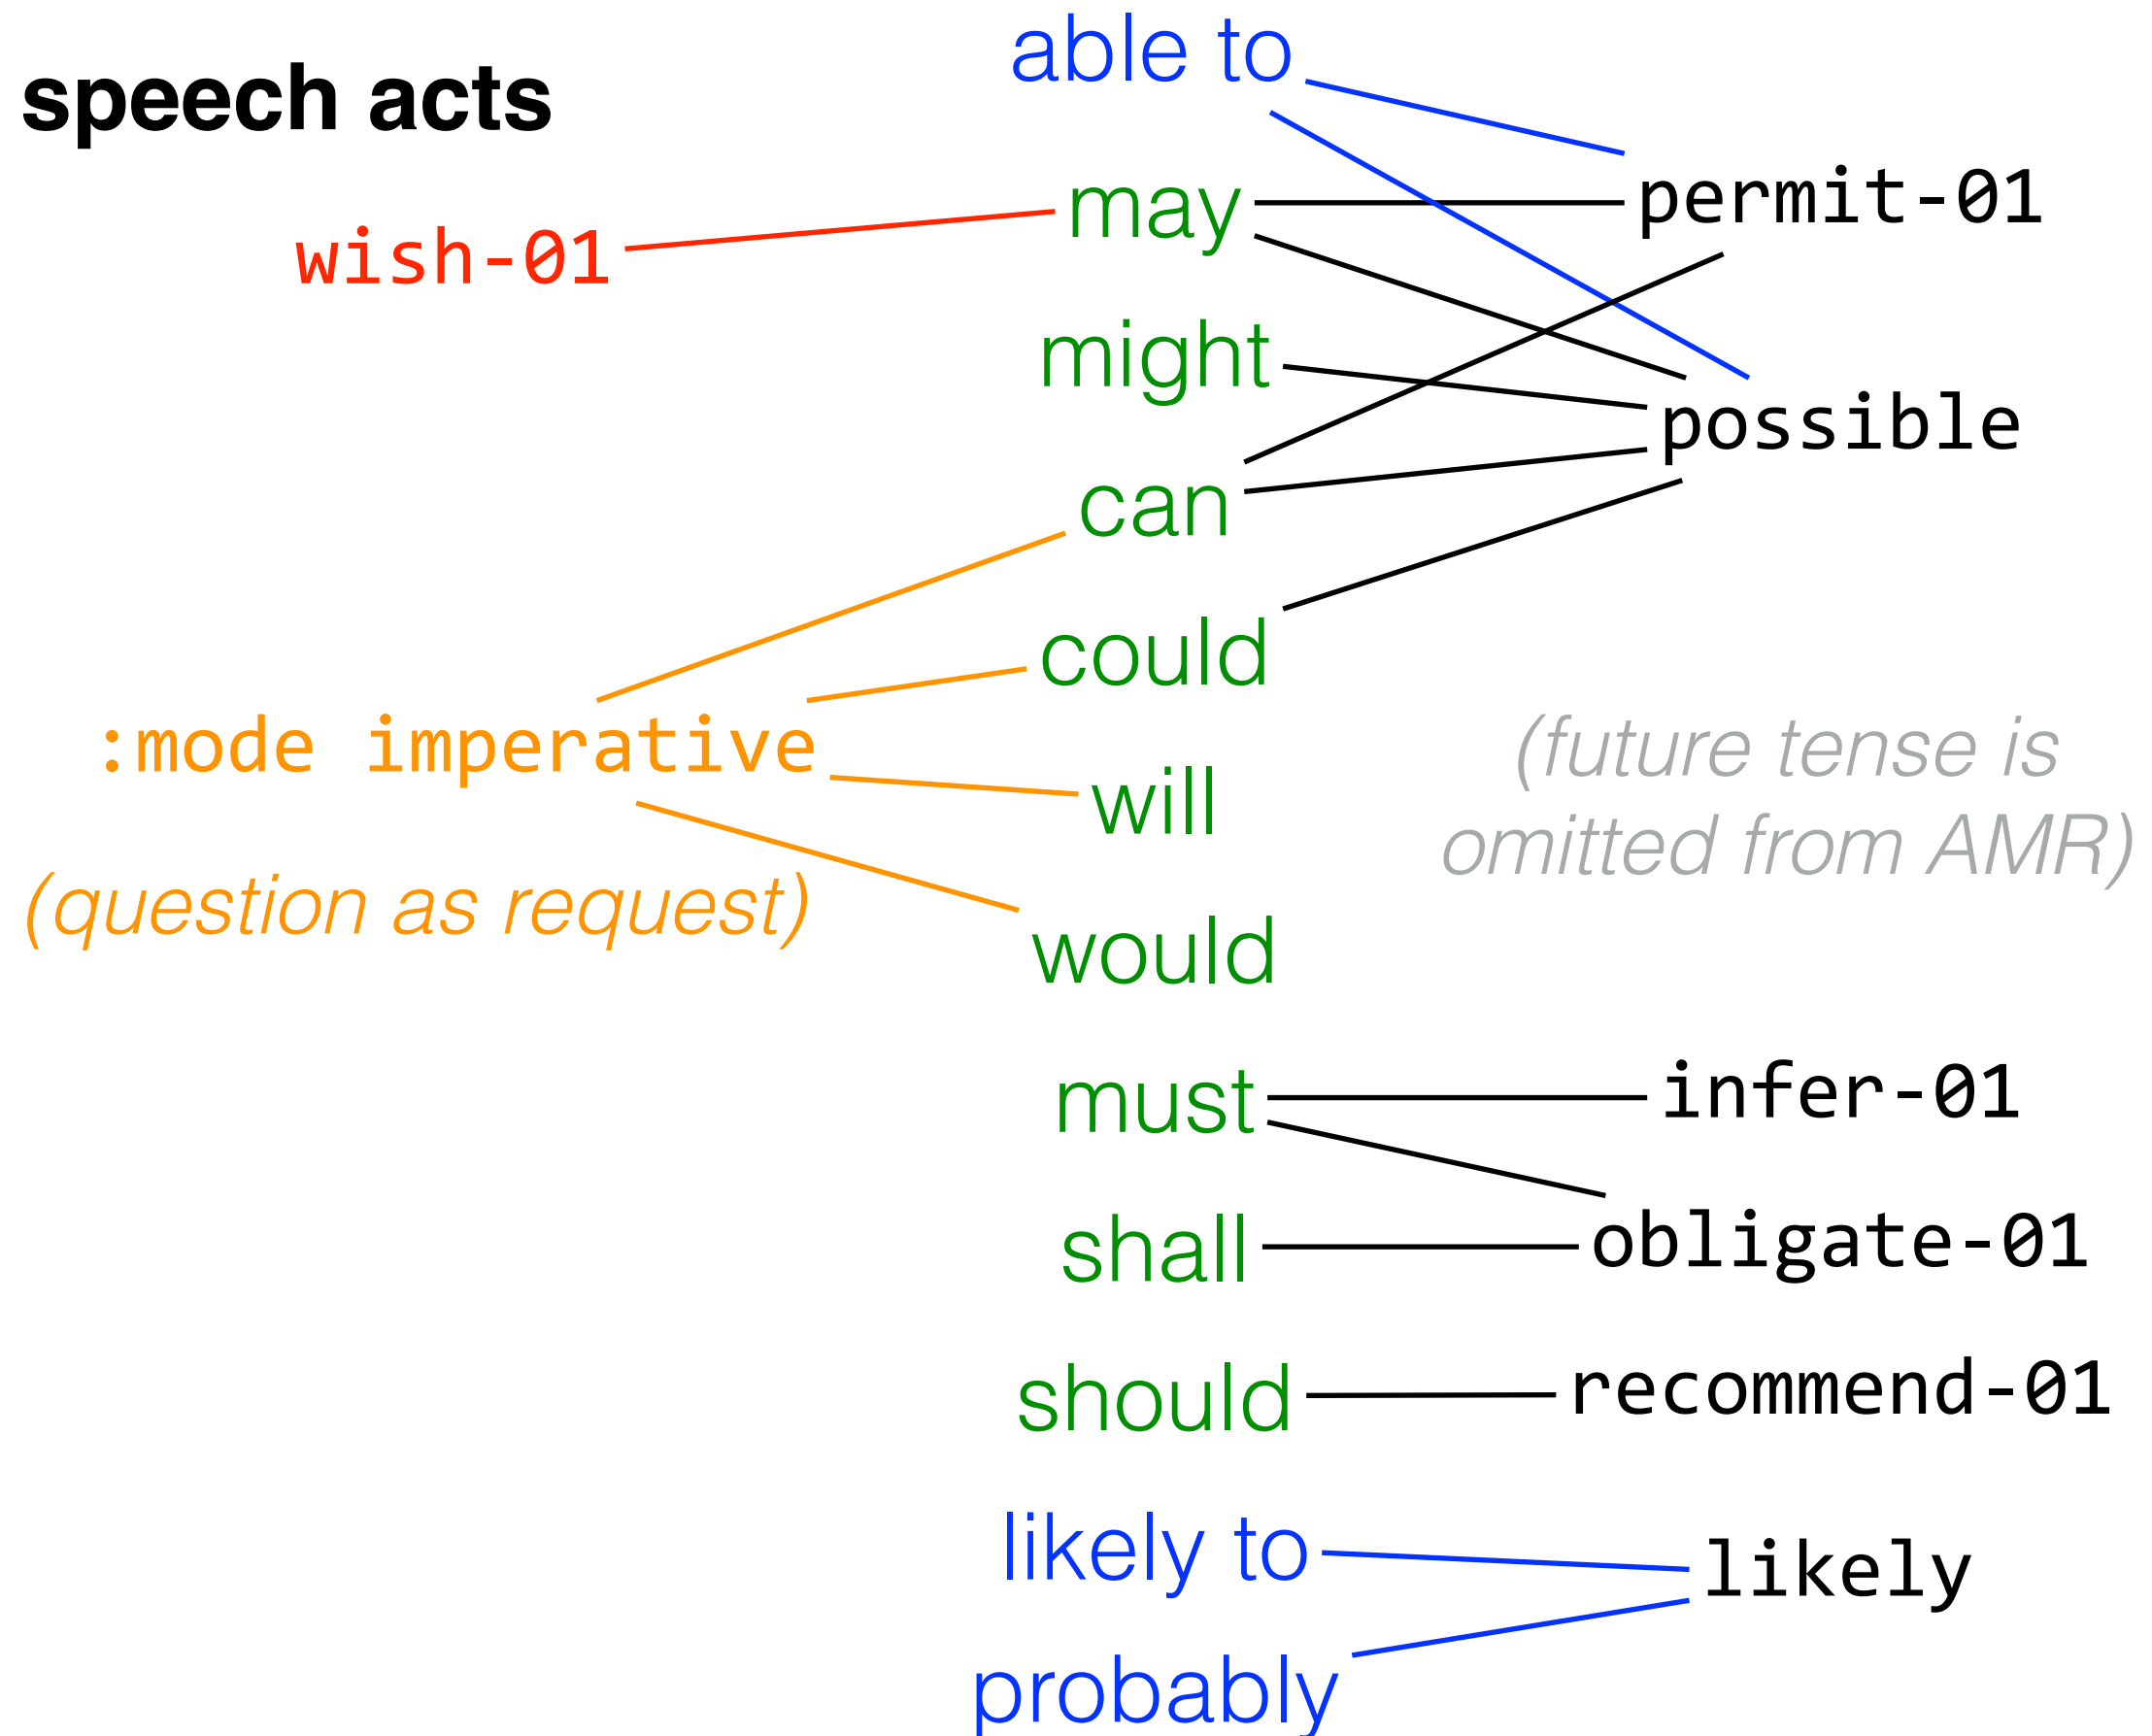 speech acts
able to
wish-01
may
permit-01
might
possible
can
could
:mode imperative
(future tense is
omitted from AMR)
will
(question as request)
would
must
infer-01
shall
obligate-01
should
recommend-01
likely to
likely
probably